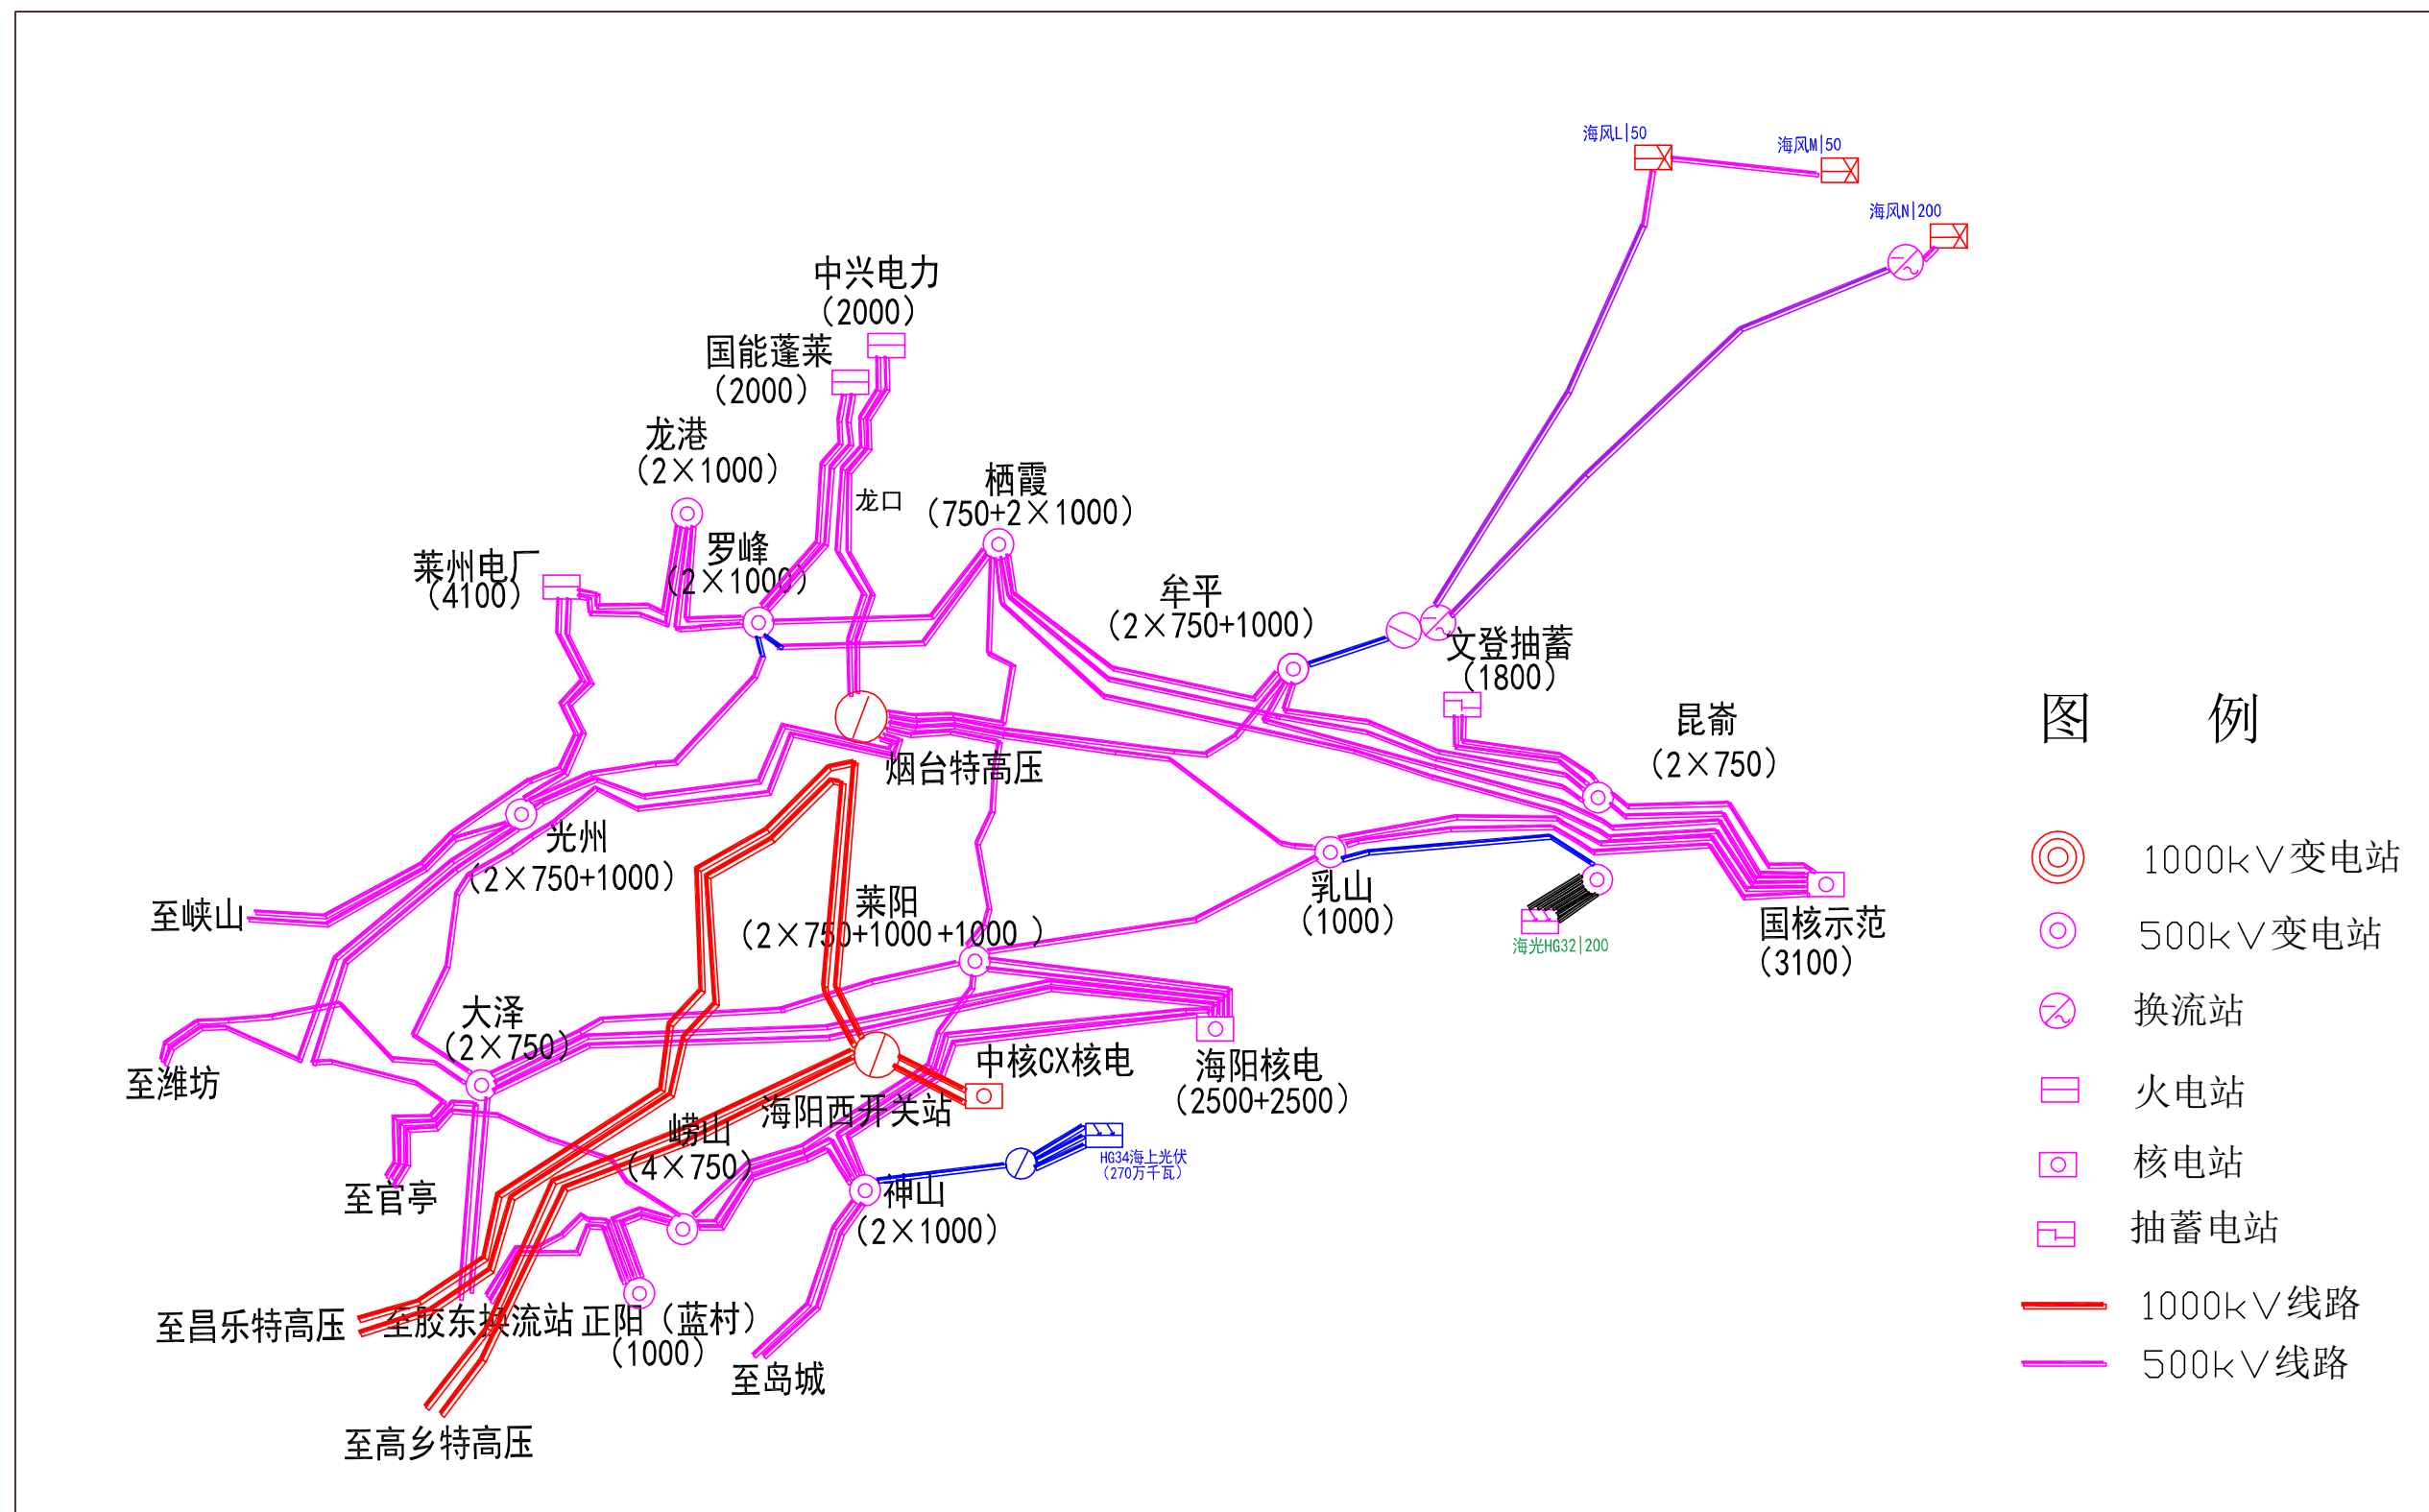 海风L|50
海风M|50
海风N|200
中兴电力
(2000)
国能蓬莱
(2000)
龙港
(2×1000)
龙口
栖霞
(750+2×1000)
罗峰
(2×1000)
莱州电厂
(4100)
牟平
(2×750+1000)
文登抽蓄
(1800)
昆嵛
(2×750)
烟台特高压
光州
(2×750+1000)
莱阳
(2×750+1000+1000 )
乳山
(1000)
海光HG32|200
国核示范
(3100)
至峡山
大泽
(2×750)
至潍坊
中核CX核电
海阳核电
(2500+2500)
海阳西开关站
崂山
(4×750)
HG34海上光伏
(270万千瓦)
至官亭
神山
(2×1000)
至昌乐特高压
至胶东换流站
正阳（蓝村）
(1000)
至岛城
至高乡特高压
图 例
1000kV变电站
500kV变电站
换流站
火电站
核电站
抽蓄电站
1000kV线路
500kV线路